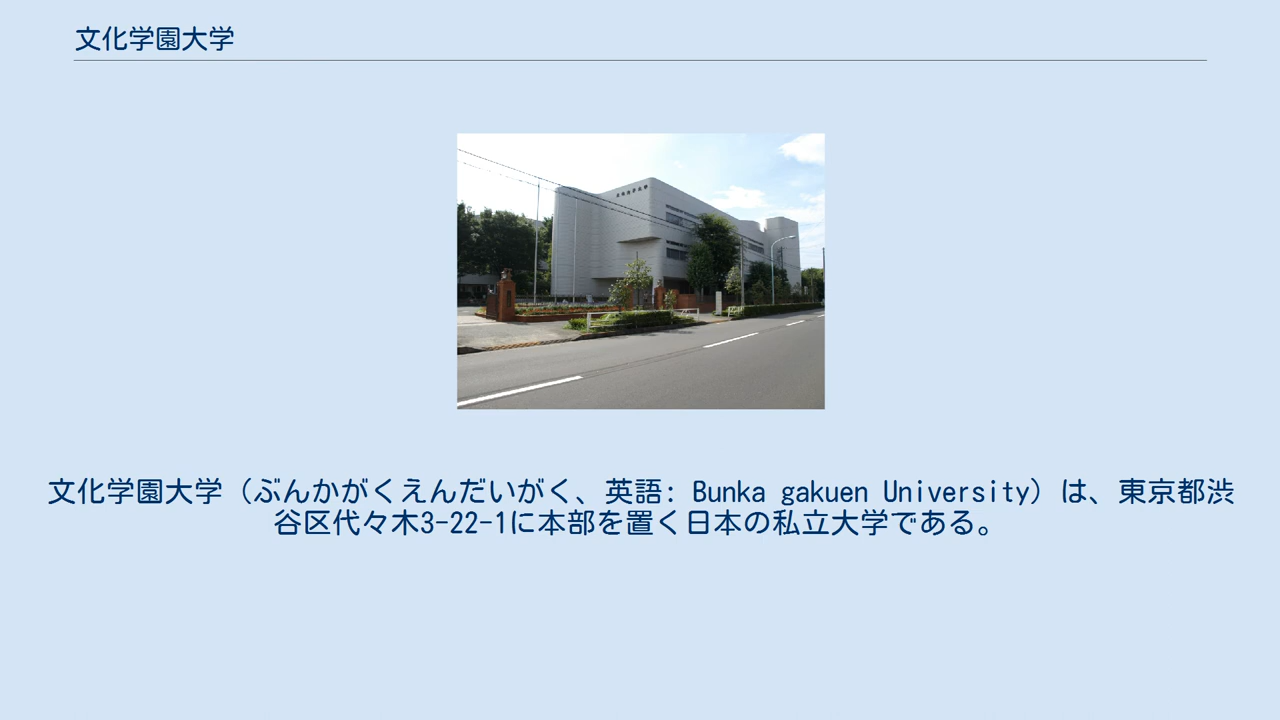 文化学園大学
文化学園大学（ぶんかがくえんだいがく、英語: Bunka gakuen University）は、東京都渋
谷区代々木3-22-1に本部を置く日本の私立大学である。